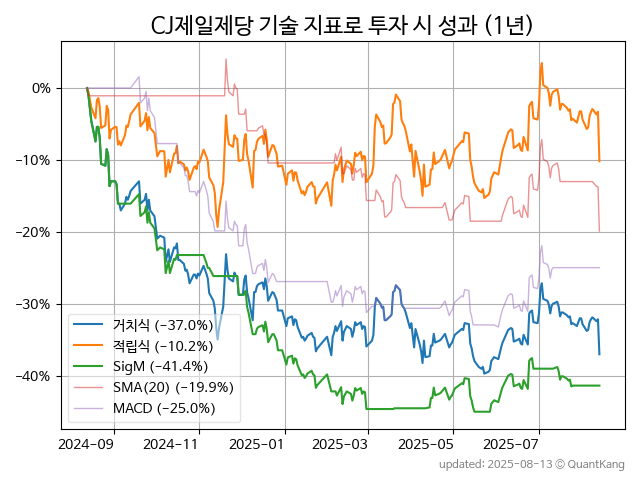 CJ제일제당 기술 지표로 투자 시 성과 (1년)
0%
−10%
−20%
−30%
−40%
거치식 (−37.0%)
적립식 (−10.2%)
SigM (−41.4%)
SMA(20) (−19.9%)
MACD (−25.0%)
2024-09 2024-11 2025-01 2025-03 2025-05 2025-07
updated: 2025-08-13 © QuantKang